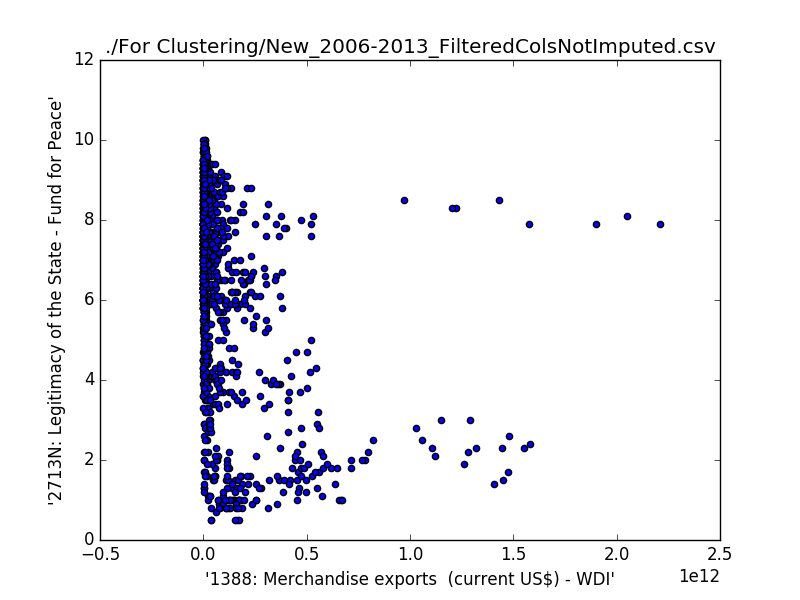 ./For Clustering/New_2006-2013_FilteredColsNotImputed.csv
12
10
8
6
4
2
0
'2713N: Legitimacy of the State - Fund for Peace'
−0.5 0.0 0.5 1.0 1.5 2.0 2.5
1e12
'1388: Merchandise exports  (current US$) - WDI'